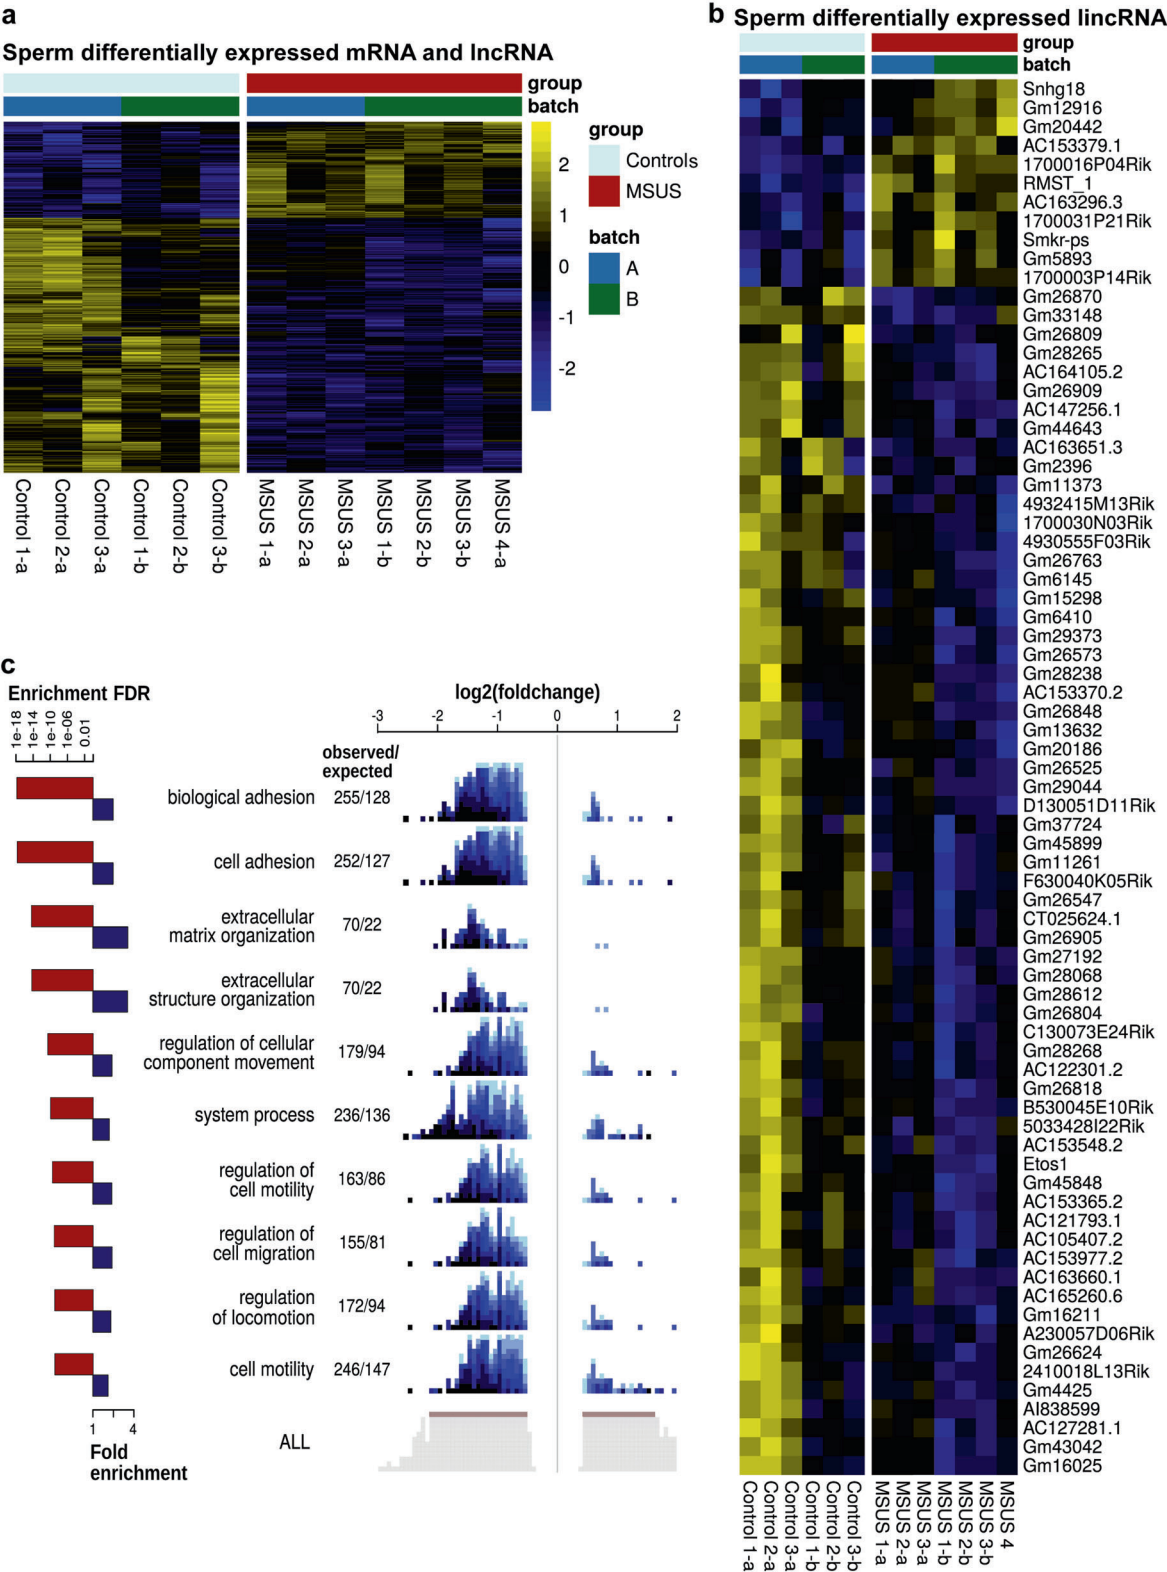 a
Sperm differentially expressed mRNA and lncRNA
group
batch
2
1
0
-1
-2
group
Controls
MSUS
batch
A
B
Control 1-a
Control 2-a
Control 3-a
Control 1-b
Control 2-b
Control 3-b
MSUS 1-a
MSUS 2-a
MSUS 3-a
MSUS 1-b
MSUS 2-b
MSUS 3-b
MSUS 4-a
b
Sperm differentially expressed lincRNA
group
batch
Snhg18
Gm12916
Gm20442
AC153379.1
1700016P04Rik
RMST_1
AC163296.3
1700031P21Rik
Smkr-ps
Gm5893
1700003P14Rik
Gm26870
Gm33148
Gm26809
Gm28265
AC164105.2
Gm26909
AC147256.1
Gm44643
AC163651.3
Gm2396
Gm11373
4932415M13Rik
1700030N03Rik
4930555F03Rik
Gm26763
Gm6145
Gm15298
Gm6410
Gm29373
Gm26573
Gm28238
AC153370.2
Gm26848
Gm13632
Gm20186
Gm26525
Gm29044
D130051D11Rik
Gm37724
Gm45899
Gm11261
F630040K05Rik
Gm26547
CT025624.1
Gm26905
Gm27192
Gm28068
Gm28612
Gm26804
C130073E24Rik
Gm28268
AC122301.2
Gm26818
B530045E10Rik
5033428I22Rik
AC153548.2
Etos1
Gm45848
AC153365.2
AC121793.1
AC105407.2
AC153977.2
AC163660.1
AC165260.6
Gm16211
A230057D06Rik
Gm26624
2410018L13Rik
Gm4425
AI838599
AC127281.1
Gm43042
Gm16025
Control 1-a
Control 2-a
Control 3-a
Control 1-b
Control 2-b
Control 3-b
MSUS 1-a
MSUS 2-a
MSUS 3-a
MSUS 1-b
MSUS 2-b
MSUS 3-b
MSUS 4
c
Enrichment FDR
1e-18
1e-14
1e-10
1e-06
0.01
log2(foldchange)
-3 -2 -1 0 1 2
observed/
expected
biological adhesion 255/128
cell adhesion 252/127
extracellular
matrix organization 70/22
extracellular
structure organization 70/22
regulation of cellular
component movement 179/94
system process 236/136
regulation of
cell motility 163/86
regulation of
cell migration 155/81
regulation
of locomotion 172/94
cell motility 246/147
1 4
Fold
enrichment
ALL